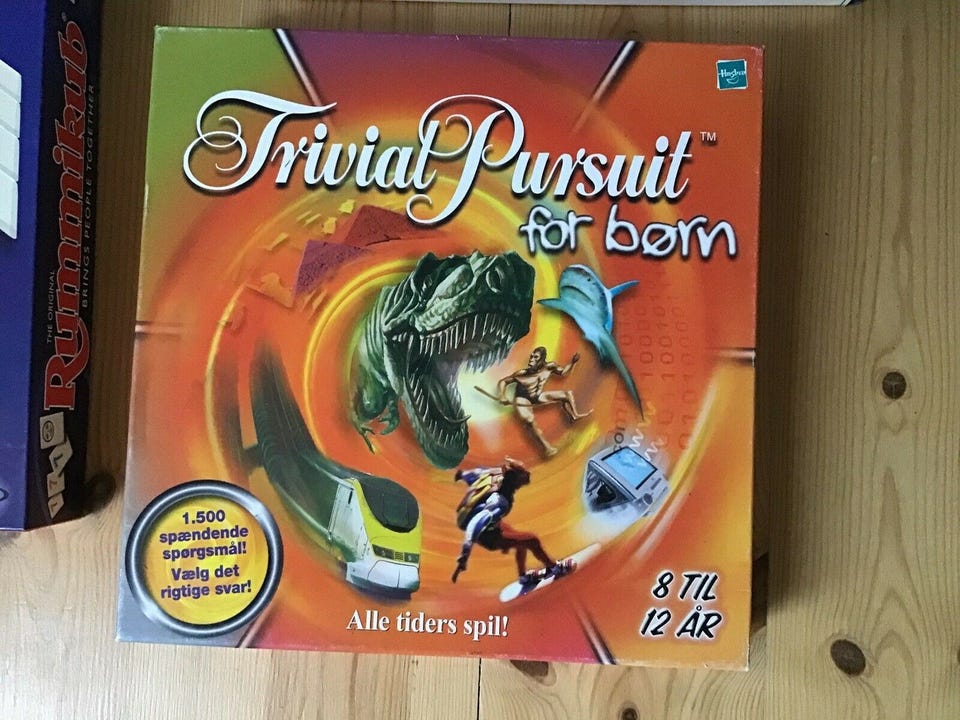 THE ORIGINAL
Rummikub
BRINGS PEOPLE TOGETHER
Hasbro
Trivial Pursuit™
for børn
1.500
spændende
spørgsmål!
Vælg det
rigtige svar!
Alle tiders spil!
8 TIL
12 ÅR